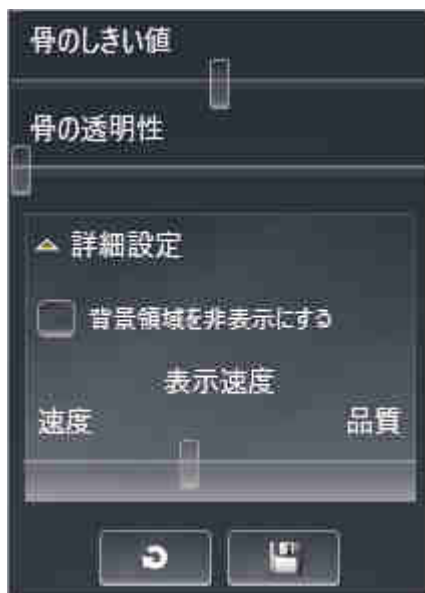 骨のしきい値
骨の透明性
詳細設定
背景領域を非表示にする
表示速度
速度
品質